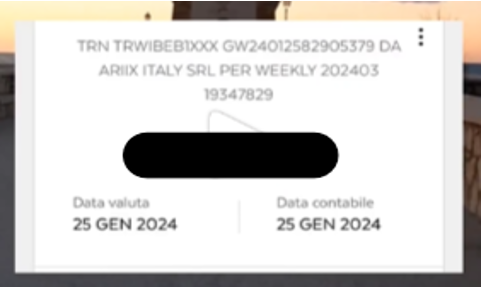 TRN TRWIBEB1XXX GW24012582905379 DA
ARIIX ITALY SRL PER WEEKLY 202403
19347829
Data valuta
Data contabile
25 GEN 2024
25 GEN 2024